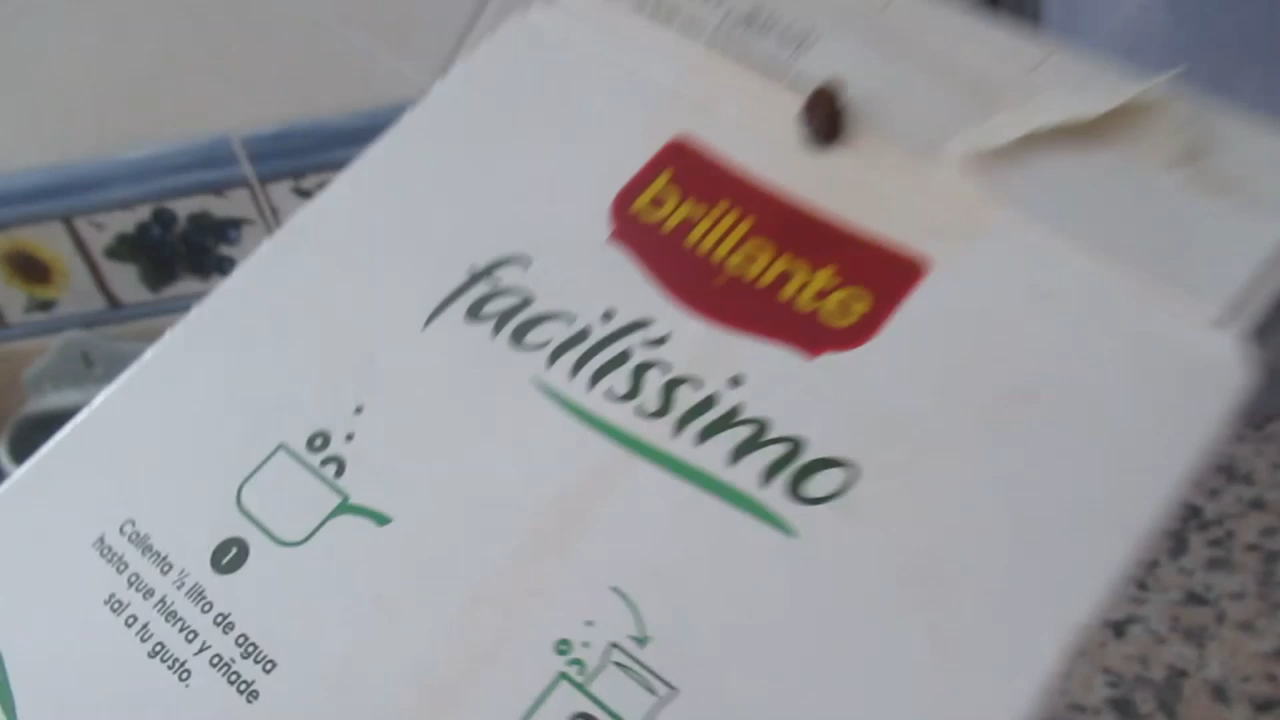 brillante
facilíssimo
1
Calienta ½ litro de agua
hasta que hierva y añade
sal a tu gusto.